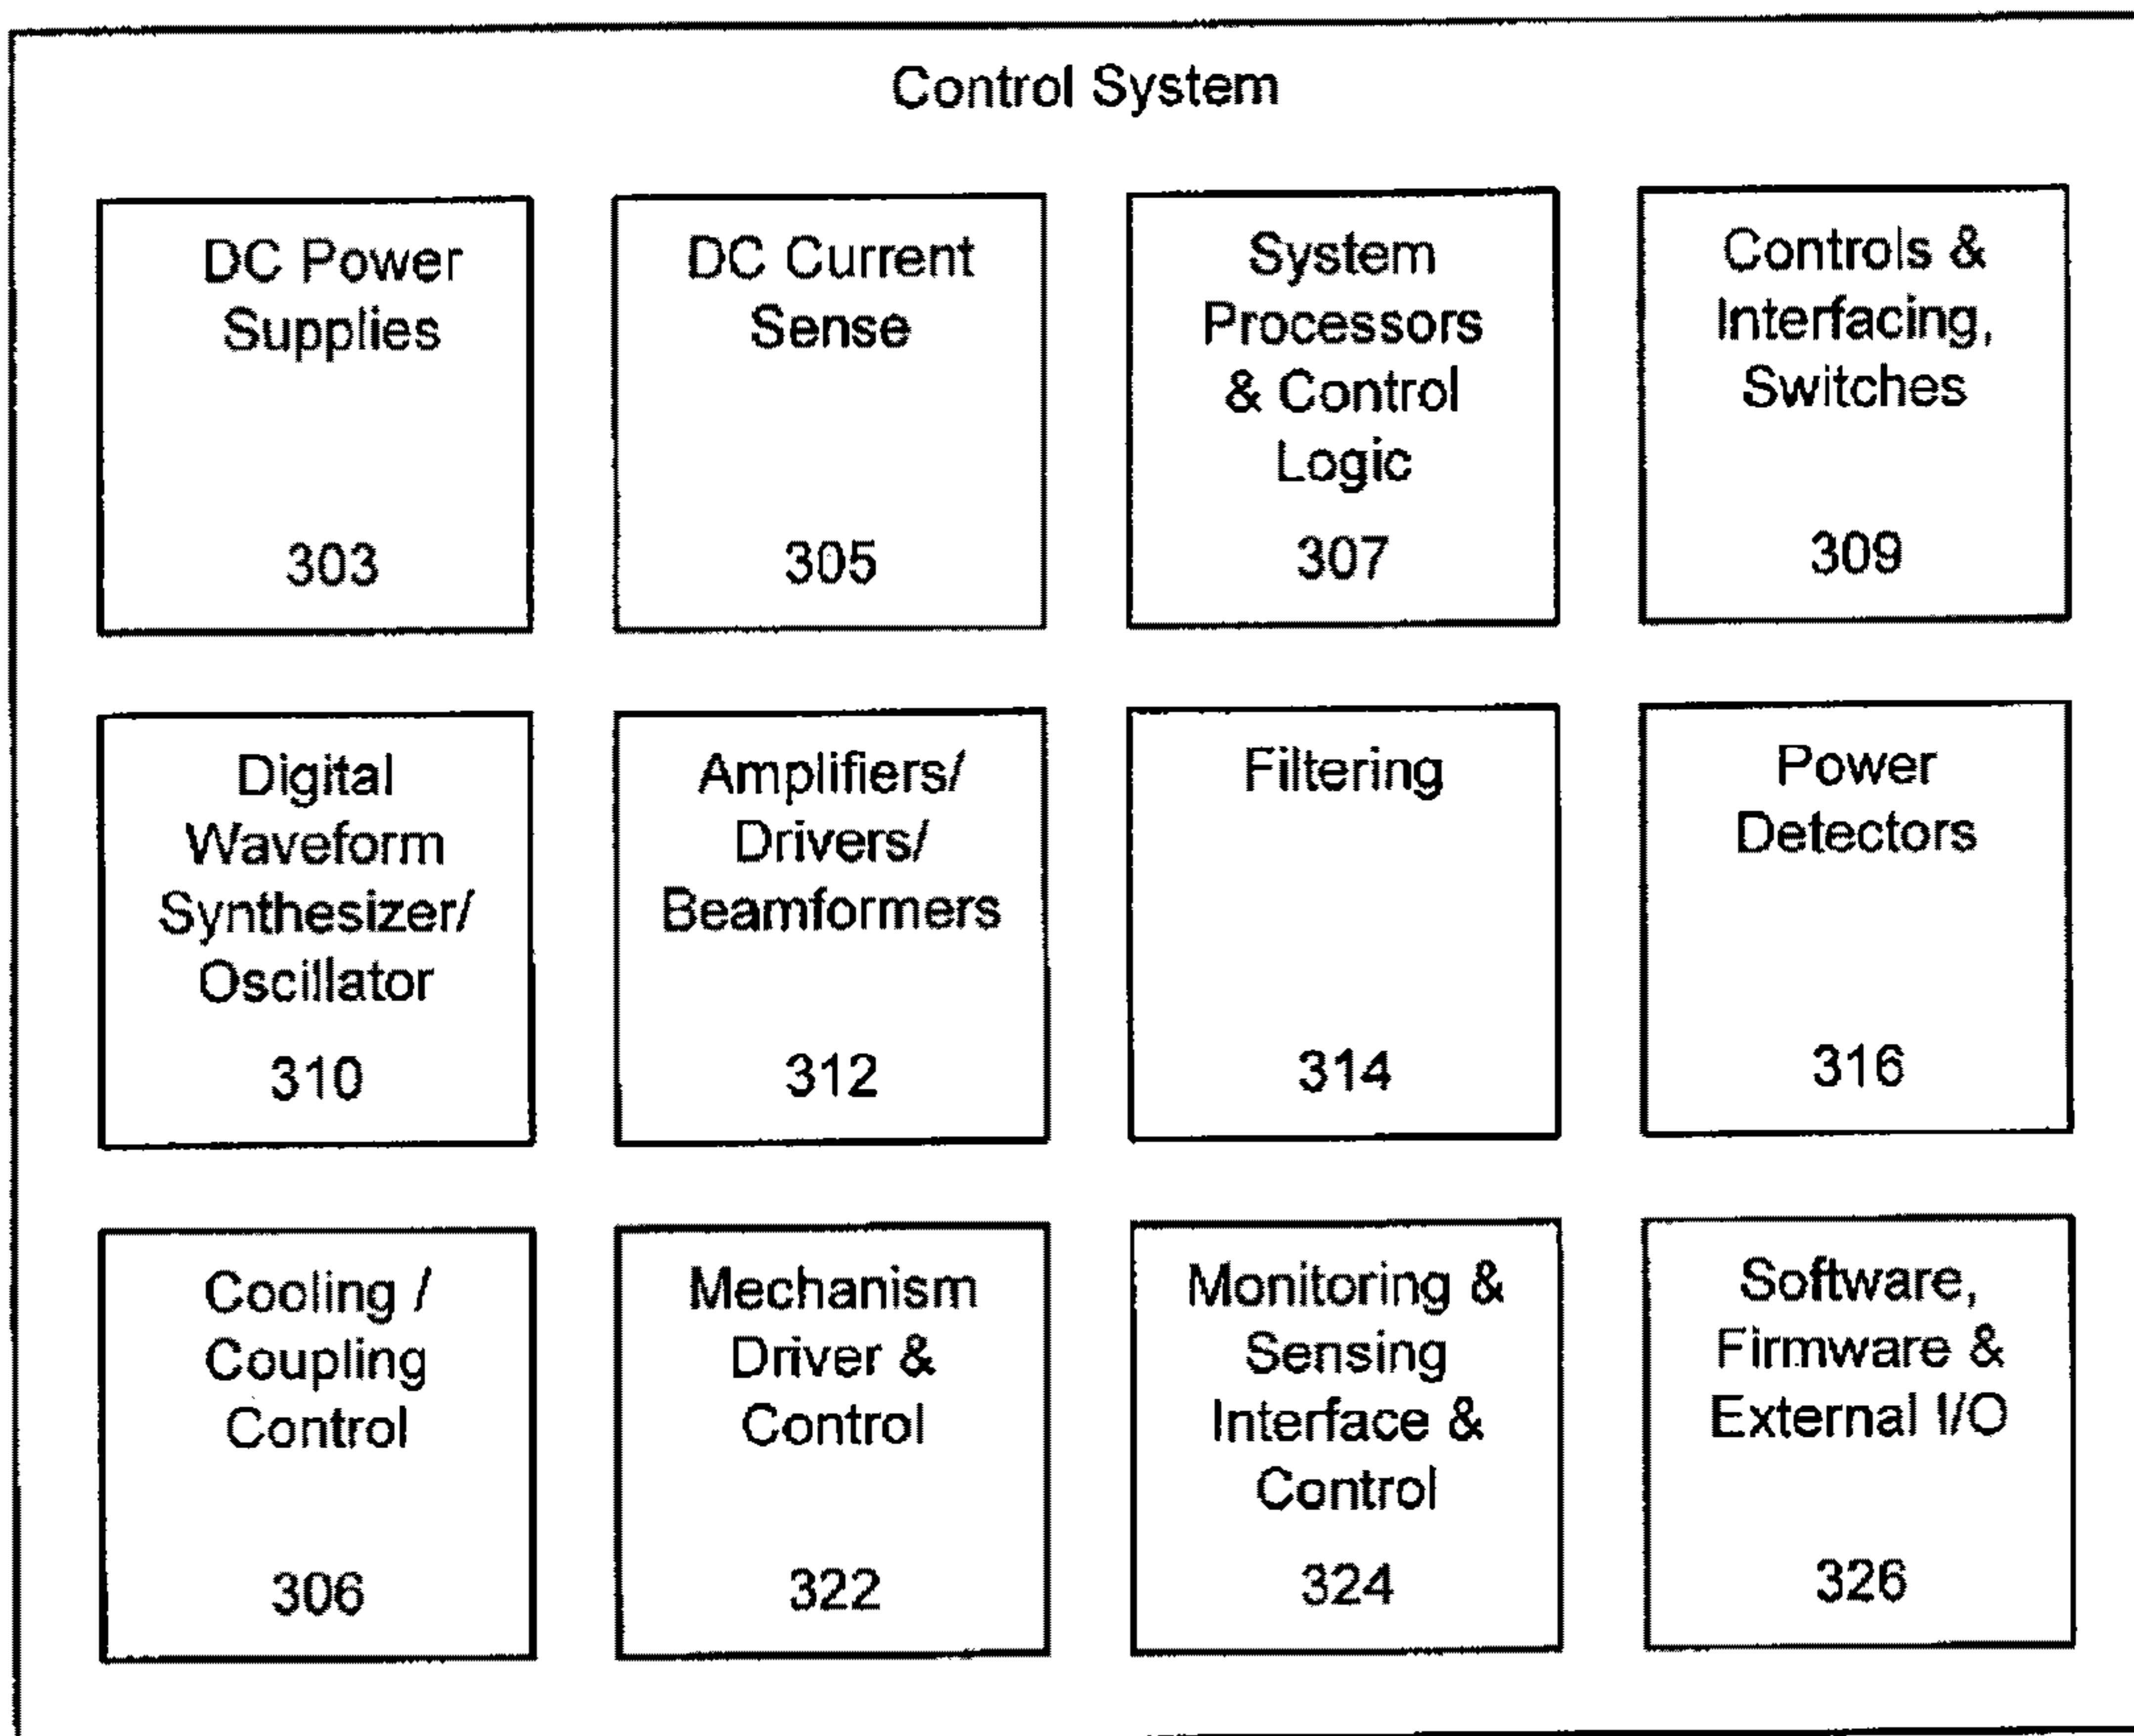 Control System
DC Power
Supplies
303
DC Current
Sense
305
System
Processors
& Control
Logic
307
Controls &
Interfacing,
Switches
309
Digital
Waveform
Synthesizer/
Oscillator
310
Amplifiers/
Drivers/
Beamformers
312
Filtering
314
Power
Detectors
316
Cooling /
Coupling
Control
306
Mechanism
Driver &
Control
322
Monitoring &
Sensing
Interface &
Control
324
Software,
Firmware &
External I/O
326